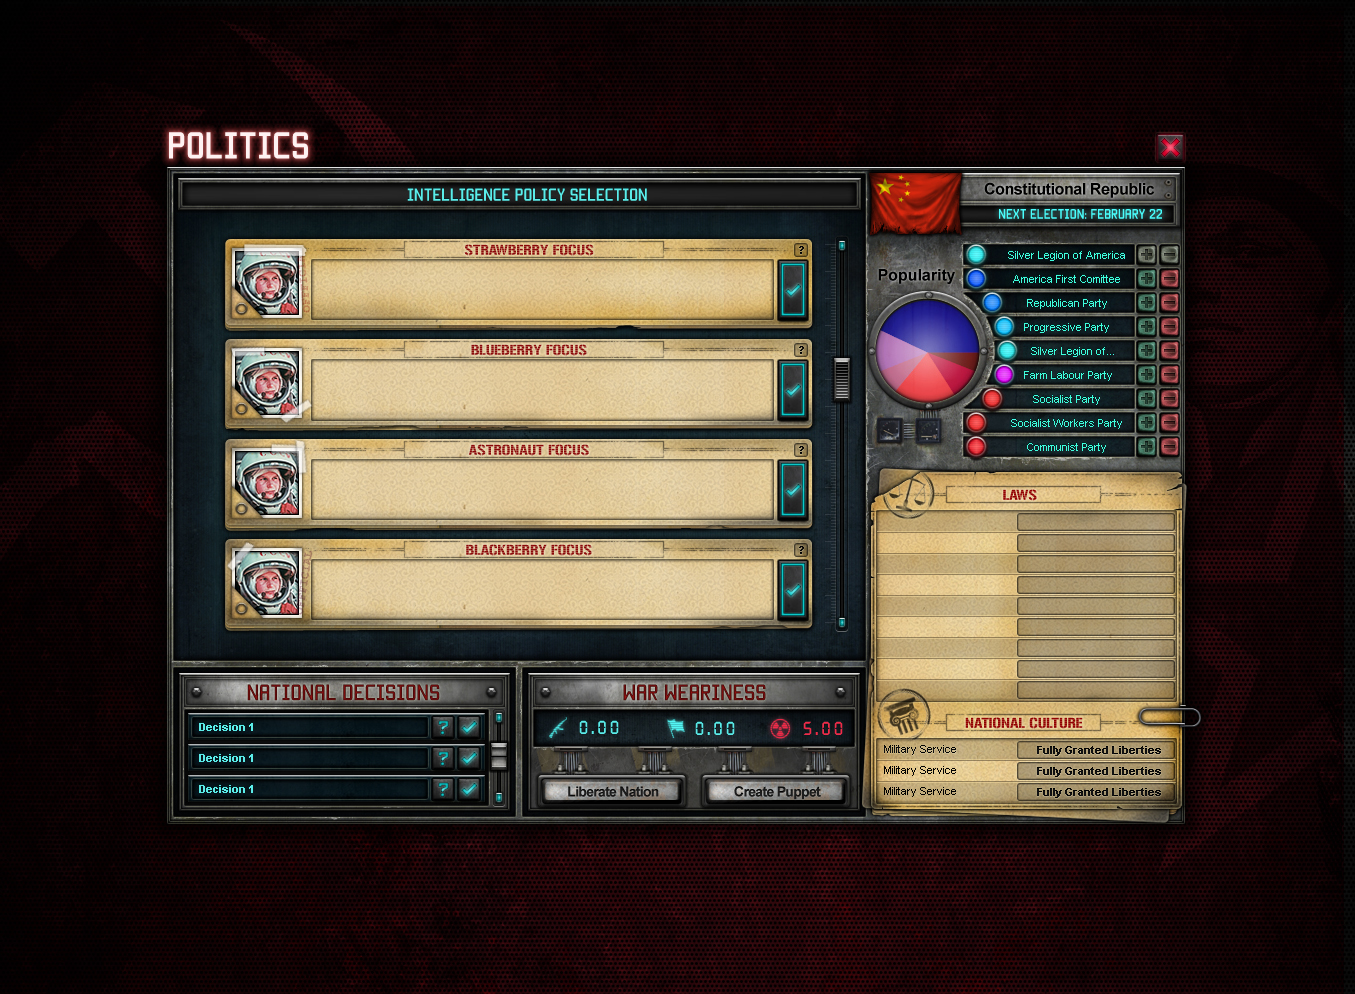 POLITICS
INTELLIGENCE POLICY SELECTION
STRAWBERRY FOCUS
?
BLUEBERRY FOCUS
?
ASTRONAUT FOCUS
?
BLACKBERRY FOCUS
?
Constitutional Republic
NEXT ELECTION: FEBRUARY 22
Popularity
Silver Legion of America
America First Comittee
Republican Party
Progressive Party
Silver Legion of...
Farm Labour Party
Socialist Party
Socialist Workers Party
Communist Party
LAWS
NATIONAL CULTURE
Military Service Fully Granted Liberties
Military Service Fully Granted Liberties
Military Service Fully Granted Liberties
NATIONAL DECISIONS
Decision 1 ?
Decision 1 ?
Decision 1 ?
WAR WEARINESS
0.00 0.00 5.00
Liberate Nation Create Puppet